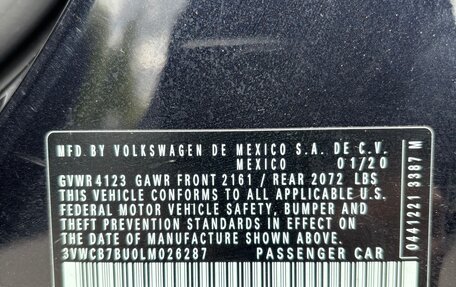 MFD.BY VOLKSWAGEN DE MEXICO S.A. DE C.V.
MEXICO 01/20
GVWR 4123 GAWR FRONT 2161 / REAR 2072 LBS
THIS VEHICLE CONFORMS TO ALL APPLICABLE U.S.
FEDERAL MOTOR VEHICLE SAFETY, BUMPER AND
THEFT PREVENTION STANDARDS IN EFFECT ON
THE DATE OF MANUFACTURE SHOWN ABOVE
3VWCB7BU0LM026287 PASSENGER CAR
0441221 3387 M